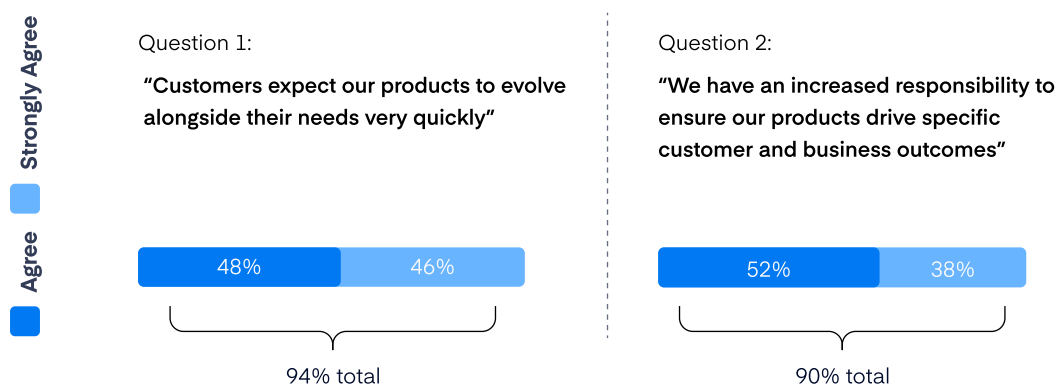 Strongly Agree
Agree
Question 1:
“Customers expect our products to evolve
alongside their needs very quickly”
48%
46%
94% total
Question 2:
“We have an increased responsibility to
ensure our products drive specific
customer and business outcomes”
52%
38%
90% total